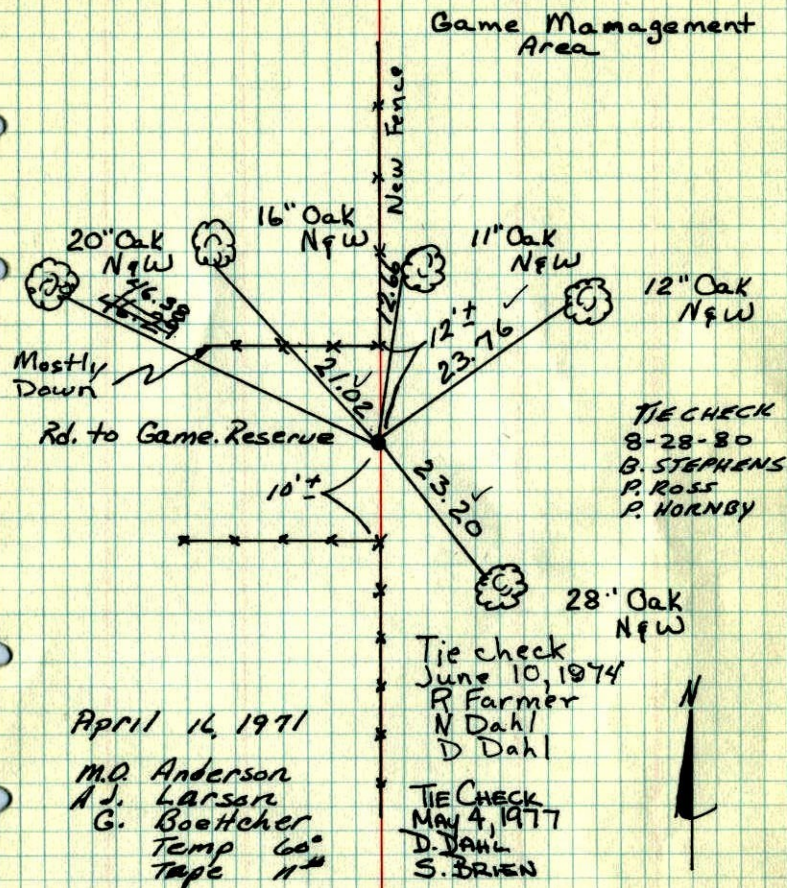 Game Mamagement
Area
New Fence
20" Oak
N&W
16" Oak
N&W
11" Oak
N&W
12" Oak
N&W
46.38
46.29
12.66
12'±
23.76 ✓
21.02 ✓
Mostly
Down
Rd. to Game. Reserve
10'±
23.20 ✓
TIE CHECK
8-28-80
B. STEPHENS
P. ROSS
P. HORNBY
28" Oak
N&W
Tie check
June 10, 1974
R Farmer
N Dahl
D Dahl
N
April 16, 1971
M.O. Anderson
A.J. Larson
G. Boettcher
Temp 60°
Tape
TIE CHECK
MAY 4, 1977
D. DAHL
S. BRIEN